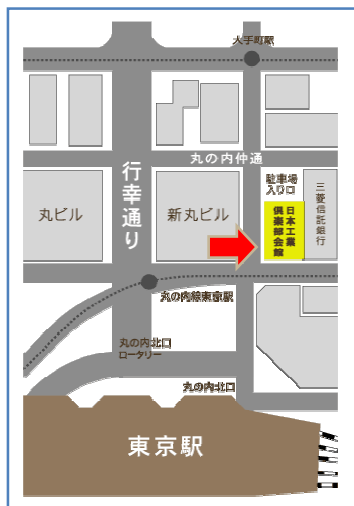 大手町駅
丸の内仲通
行幸通り
駐車場
入り口
丸ビル
新丸ビル
日本工業
倶楽部会館
三菱信託銀行
丸の内線東京駅
丸の内北口
ロータリー
丸の内北口
東京駅